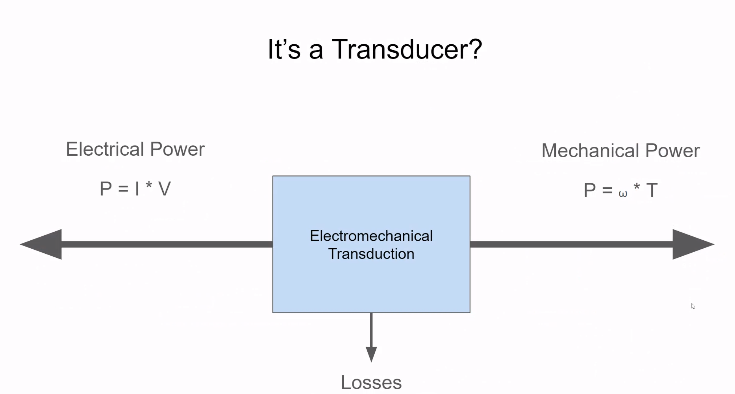 It's a Transducer?
Electrical Power
P = I * V
Mechanical Power
P = ω * T
Electromechanical
Transduction
Losses